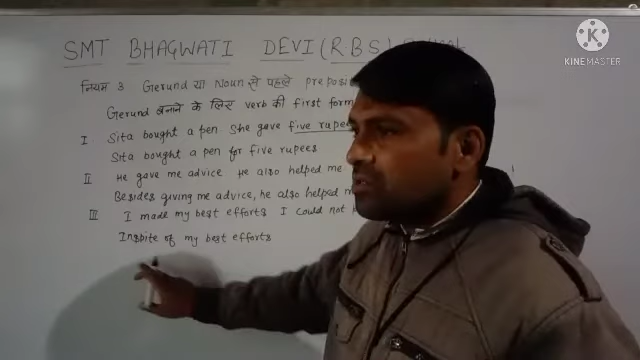 SMT BHAGWATI DEVI (R.B.S)
KINEMASTER
नियम 3 Gerund या Noun से पहले
Gerund बनाने के लिए verb की first form
I Sita bought a pen She gave five rupees
Sita bought a pen for five rupees
II He gave me advice He also helped me
Besides giving me advice, he also helped
III I made my best efforts I could not
Inspite of my best efforts